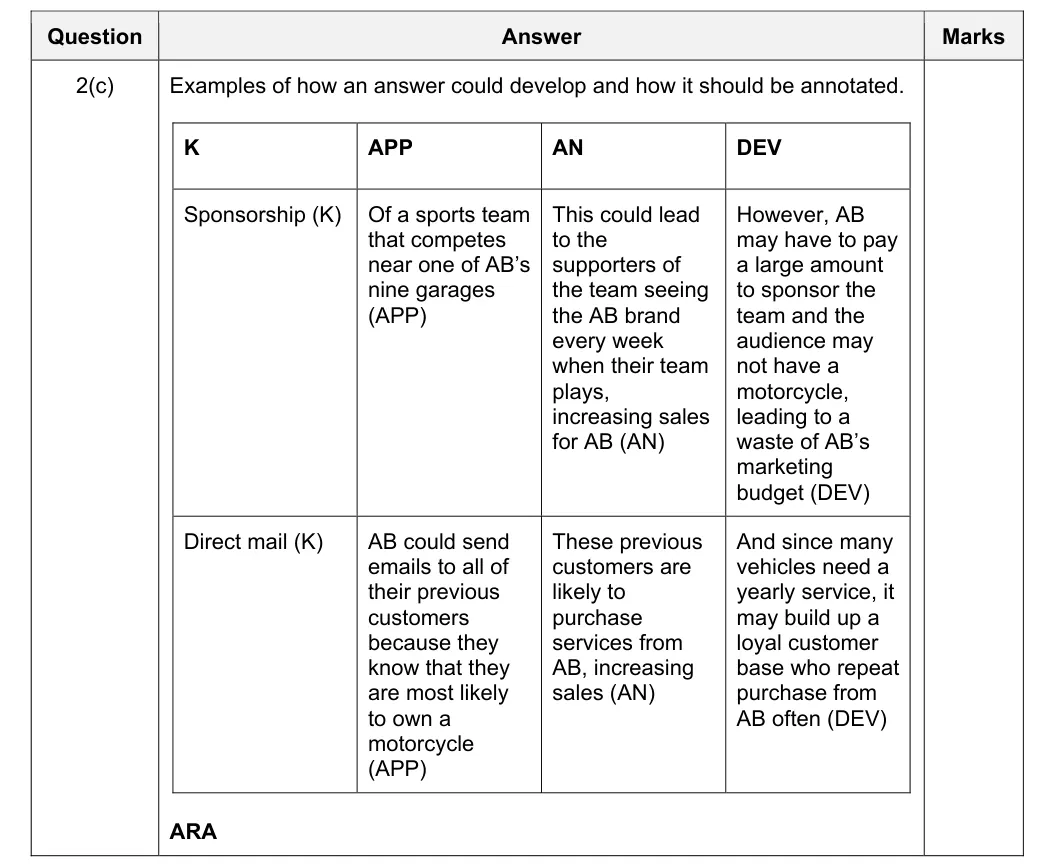 Question Answer Marks
2(c) Examples of how an answer could develop and how it should be annotated.
K APP AN DEV
Sponsorship (K)
Of a sports team
that competes
near one of AB’s
nine garages
(APP)
This could lead
to the
supporters of
the team seeing
the AB brand
every week
when their team
plays,
increasing sales
for AB (AN)
However, AB
may have to pay
a large amount
to sponsor the
team and the
audience may
not have a
motorcycle,
leading to a
waste of AB’s
marketing
budget (DEV)
Direct mail (K)
AB could send
emails to all of
their previous
customers
because they
know that they
are most likely
to own a
motorcycle
(APP)
These previous
customers are
likely to
purchase
services from
AB, increasing
sales (AN)
And since many
vehicles need a
yearly service, it
may build up a
loyal customer
base who repeat
purchase from
AB often (DEV)
ARA